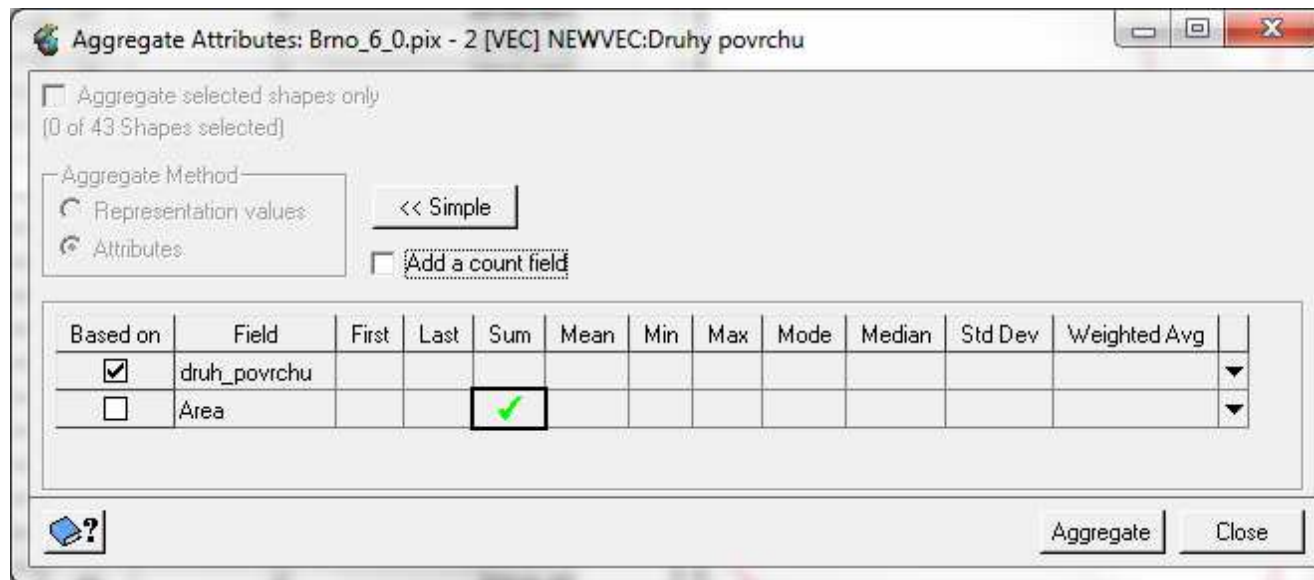 Aggregate Attributes: Brno_6_0.pix - 2 [VEC] NEWVEC:Druhy povrchu
Aggregate selected shapes only
(0 of 43 Shapes selected)
Aggregate Method
Representation values
Attributes
<< Simple
Add a count field
Based on Field First Last Sum Mean Min Max Mode Median Std Dev Weighted Avg
druh_povrchu
Area
?
Aggregate Close